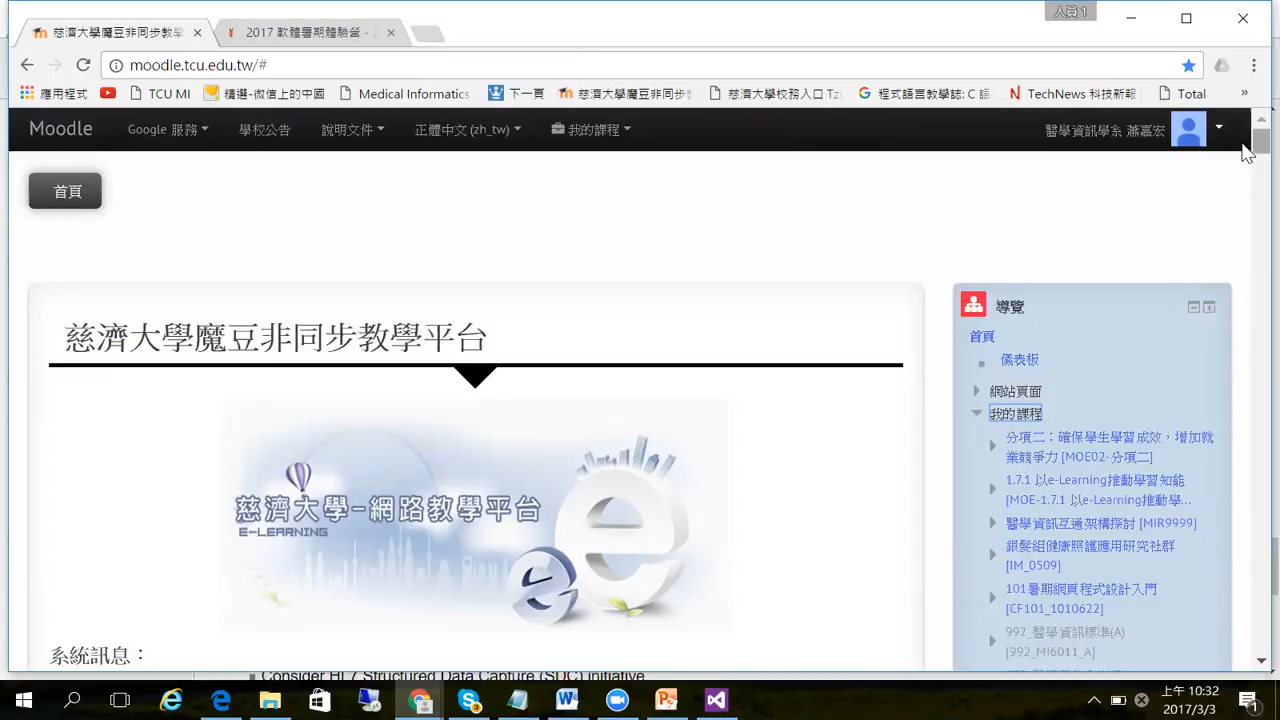 人員1
慈濟大學魔豆非同步教學
2017 軟體暑期體驗營 -
moodle.tcu.edu.tw/#
應用程式
TCU MI
精選-微信上的中國
Medical Informatics
下一頁
慈濟大學魔豆非同步
慈濟大學校務入口 Tz
程式語言教學誌: C 語
TechNews 科技新報
Total
»
Moodle
Google 服務
學校公告
說明文件
正體中文 (zh_tw)
我的課程
醫學資訊學系 蕭嘉宏
首頁
慈濟大學魔豆非同步教學平台
慈濟大學-網路教學平台
E-LEARNING
系統訊息：
導覽
首頁
儀表板
網站頁面
我的課程
分項二：確保學生學習成效，增加就
業競爭力 [MOE02-分項二]
1.7.1 以e-Learning推動學習知能
[MOE-1.7.1 以e-Learning推動學...
醫學資訊互通架構探討 [MIR9999]
銀髮組健康照護應用研究社群
[IM_0509]
101暑期網頁程式設計入門
[CF101_1010622]
992_醫學資訊標準(A)
[992_MI6011_A]
Consider HL7 Structured Data Capture (SDC) initiative
上午 10:32
2017/3/3
1